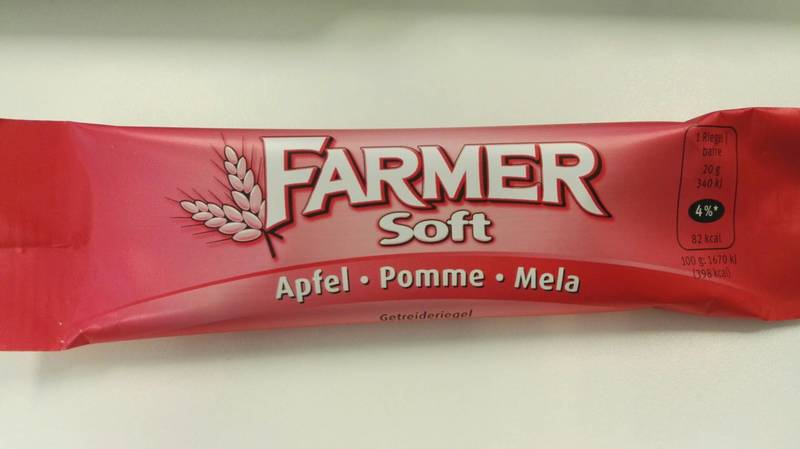 FARMER
Soft
Apfel • Pomme • Mela
Getreideriegel
1 Riegel |
barre
20 g
340 kJ
4%*
82 kcal
100 g: 1670 kJ
(398 kcal)